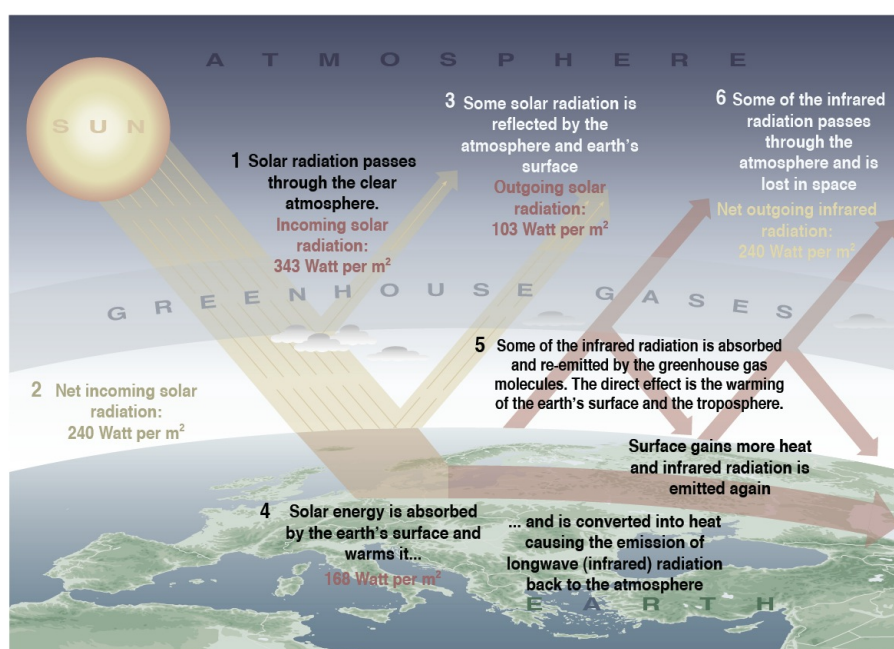 ATMOSPHERE
SUN
1 Solar radiation passes
through the clear
atmosphere.
Incoming solar
radiation:
343 Watt per m²
2 Net incoming solar
radiation:
240 Watt per m²
3 Some solar radiation is
reflected by the
atmosphere and earth's
surface
Outgoing solar
radiation:
103 Watt per m²
6 Some of the infrared
radiation passes
through the
atmosphere and is
lost in space
Net outgoing infrared
radiation:
240 Watt per m²
GREENHOUSE GASES
5 Some of the infrared radiation is absorbed
and re-emitted by the greenhouse gas
molecules. The direct effect is the warming
of the earth's surface and the troposphere.
Surface gains more heat
and infrared radiation is
emitted again
4 Solar energy is absorbed
by the earth's surface and
warms it...
168 Watt per m²
... and is converted into heat
causing the emission of
longwave (infrared) radiation
back to the atmosphere
EARTH